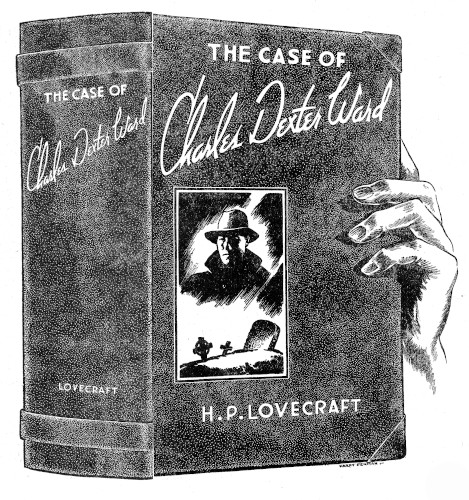 THE CASE OF
Charles Dexter Ward
LOVECRAFT
THE CASE OF
Charles Dexter Ward
H.P. LOVECRAFT